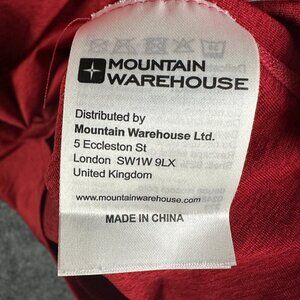 MOUNTAIN
WAREHOUSE
Distributed by
Mountain Warehouse Ltd.
5 Eccleston St
London SW1W 9LX
United Kingdom
www.mountainwarehouse.com
MADE IN CHINA